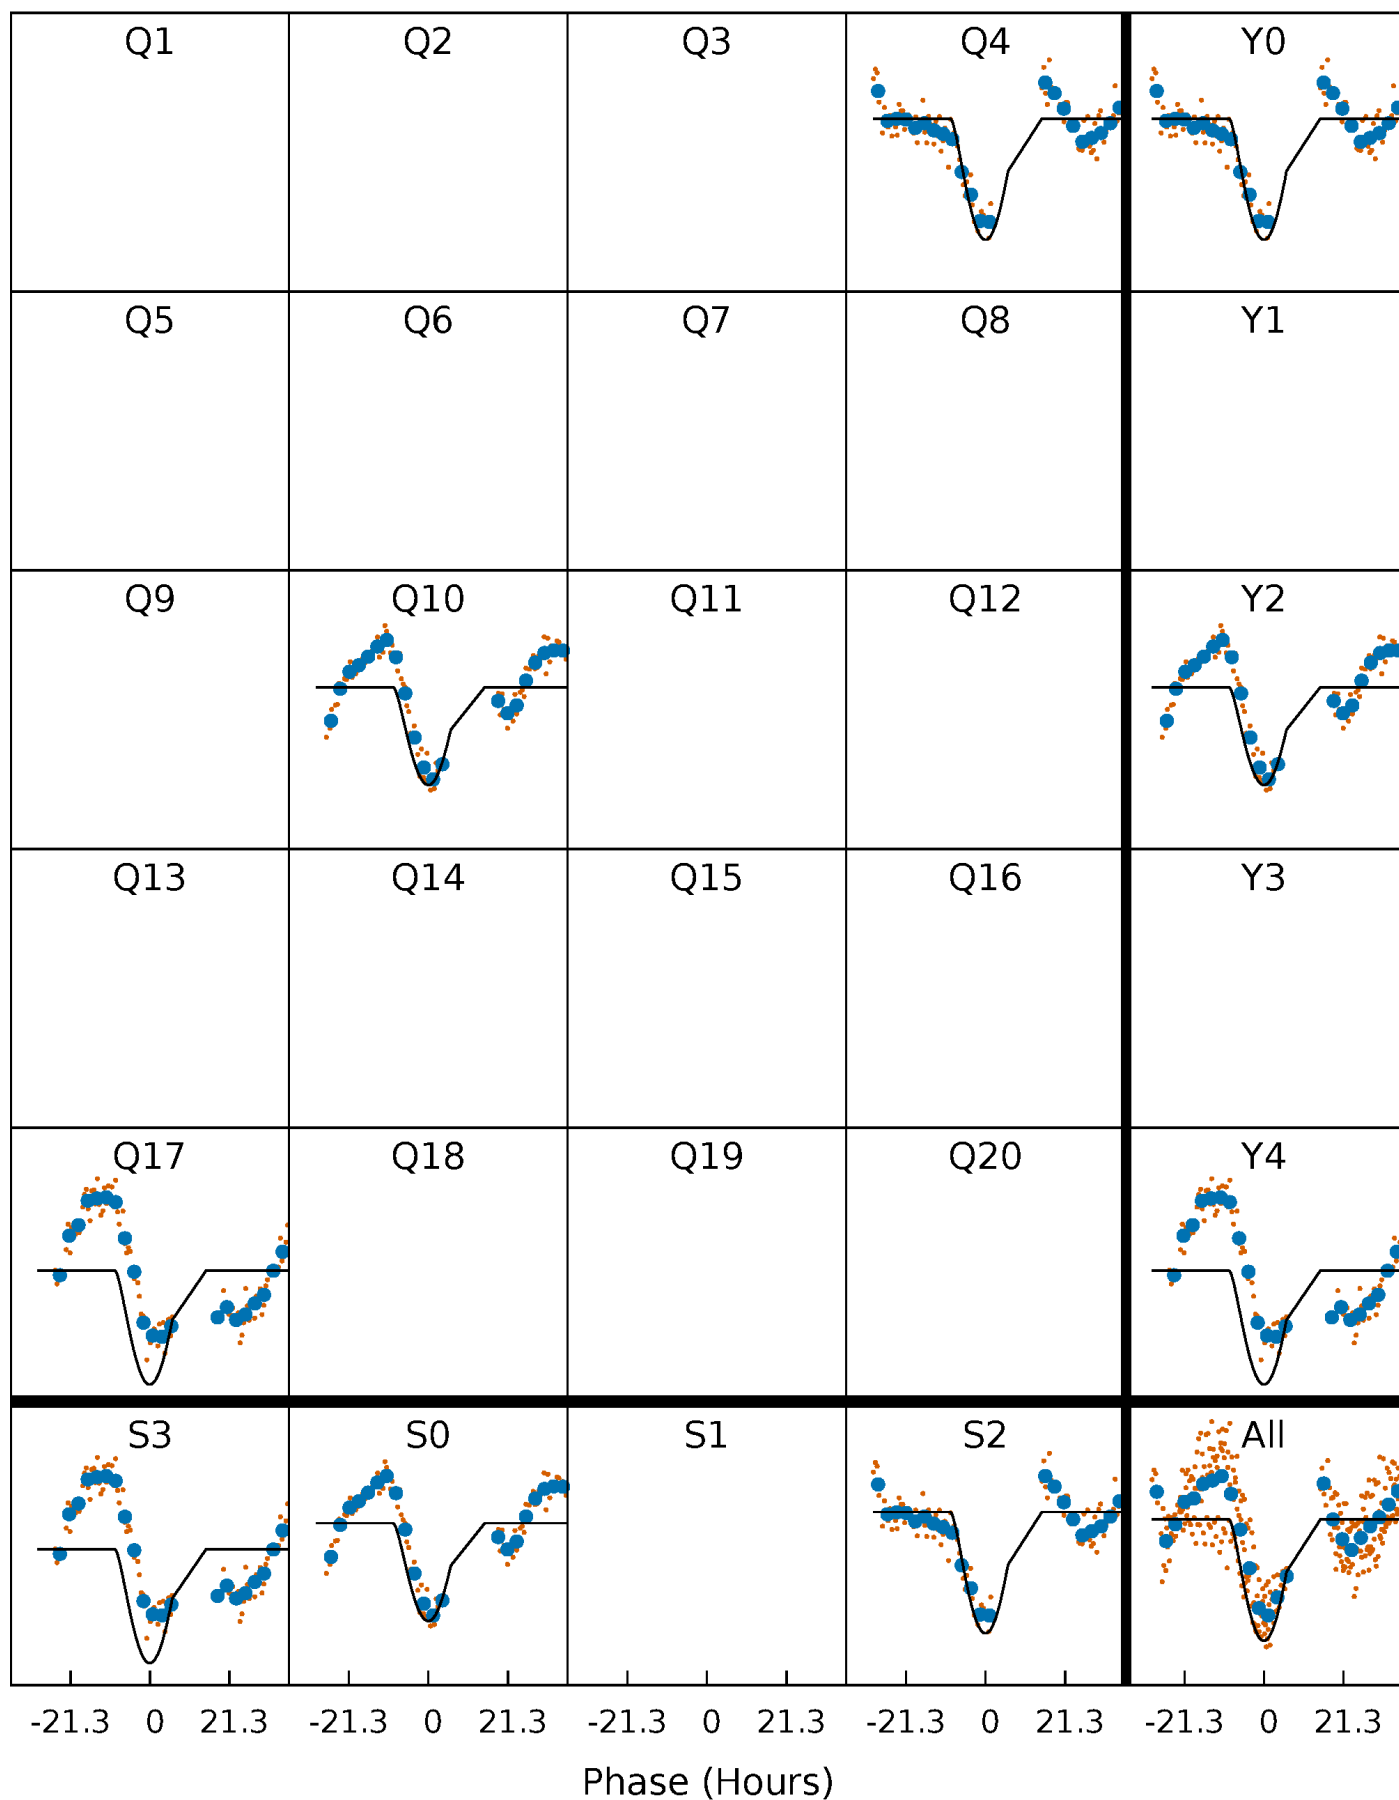 Q1 Q2 Q3 Q4 Y0
Q5 Q6 Q7 Q8 Y1
Q9 Q10 Q11 Q12 Y2
Q13 Q14 Q15 Q16 Y3
Q17 Q18 Q19 Q20 Y4
S3 S0 S1 S2 All
-21.3 0 21.3 -21.3 0 21.3 -21.3 0 21.3 -21.3 0 21.3 -21.3 0 21.3
Phase (Hours)